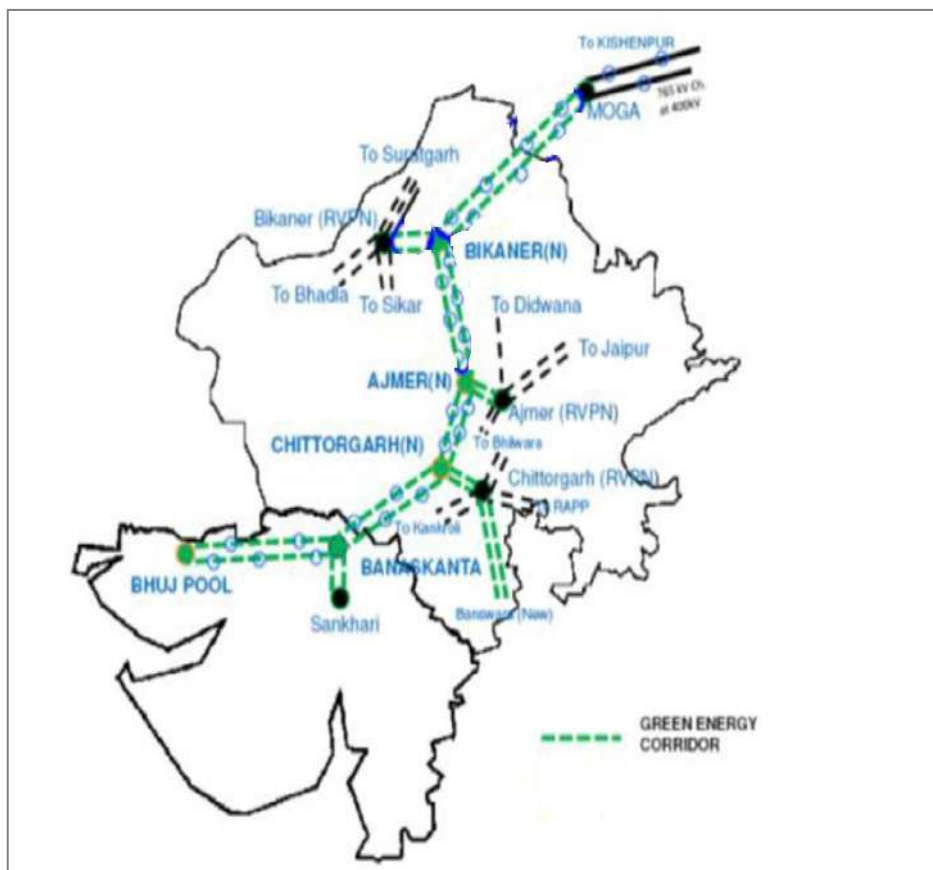 To KISHENPUR
765 kV Ch.
at 400kV
MOGA
To Suratgarh
Bikaner (RVPN)
BIKANER(N)
To Bhadla
To Sikar
To Didwana
To Jaipur
AJMER(N)
Ajmer (RVPN)
To Bhilwara
CHITTORGARH(N)
Chittorgarh (RVPN)
To RAPP
To Kankroli
BANASKANTA
BHUJ POOL
Banswara (New)
Sankhari
GREEN ENERGY
CORRIDOR